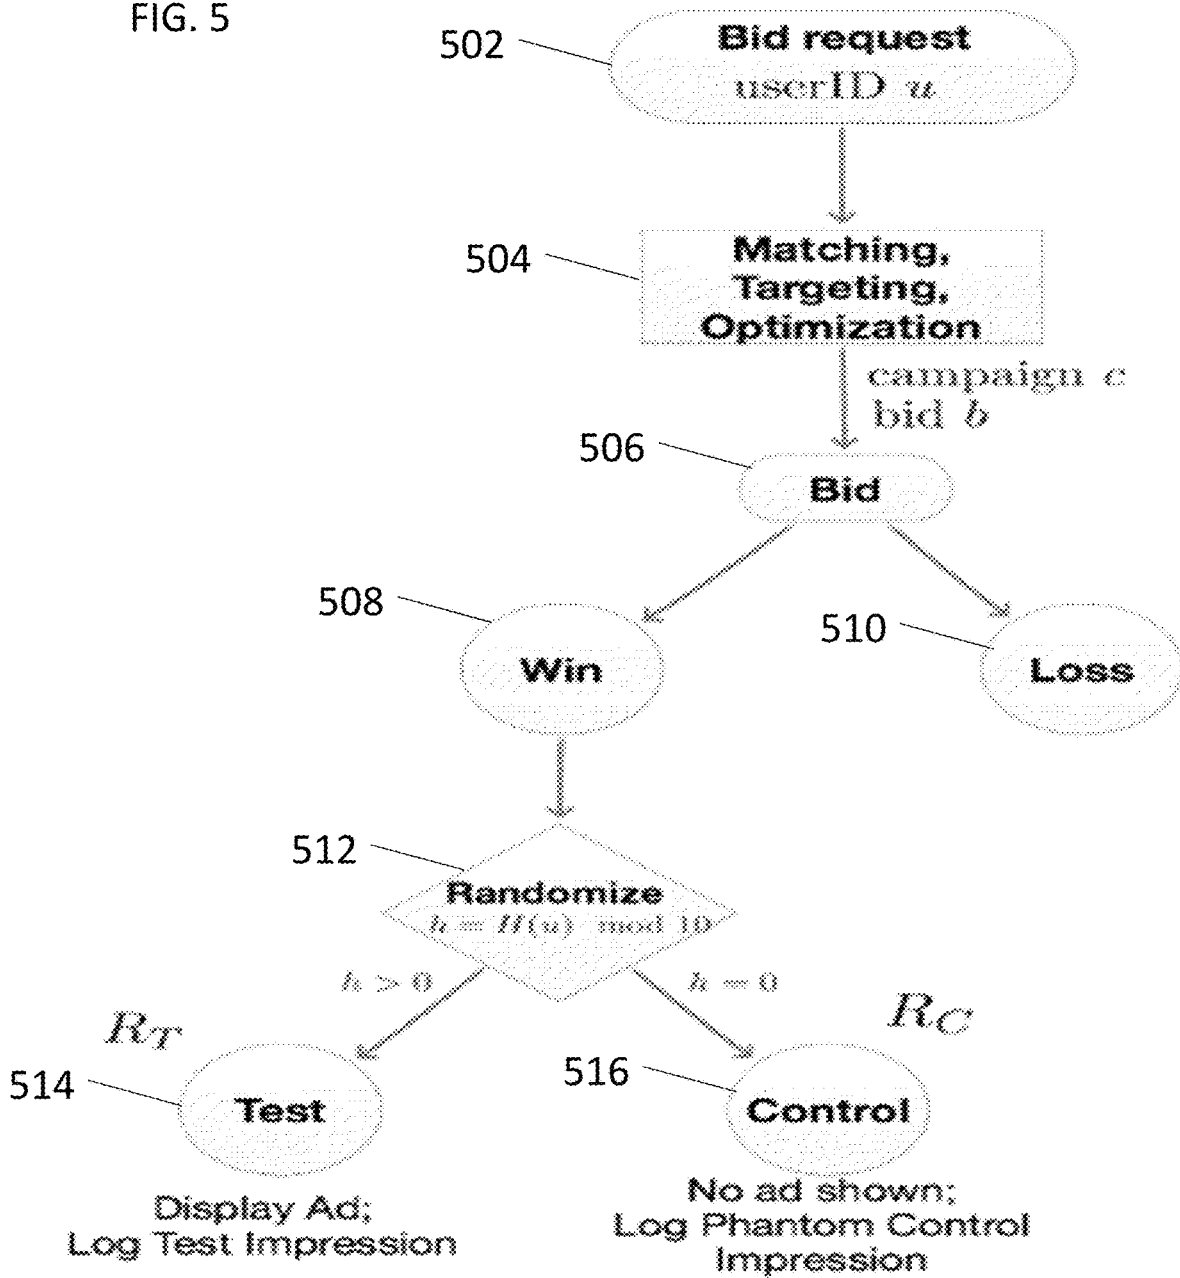 FIG. 5
502
Bid request
userID u
504
Matching,
Targeting,
Optimization
campaign c
bid b
506
Bid
508
Win
510
Loss
512
Randomize
h = H(u) mod 10
h > 0
h = 0
R_T
R_C
514
Test
516
Control
Display Ad;
Log Test Impression
No ad shown;
Log Phantom Control
Impression